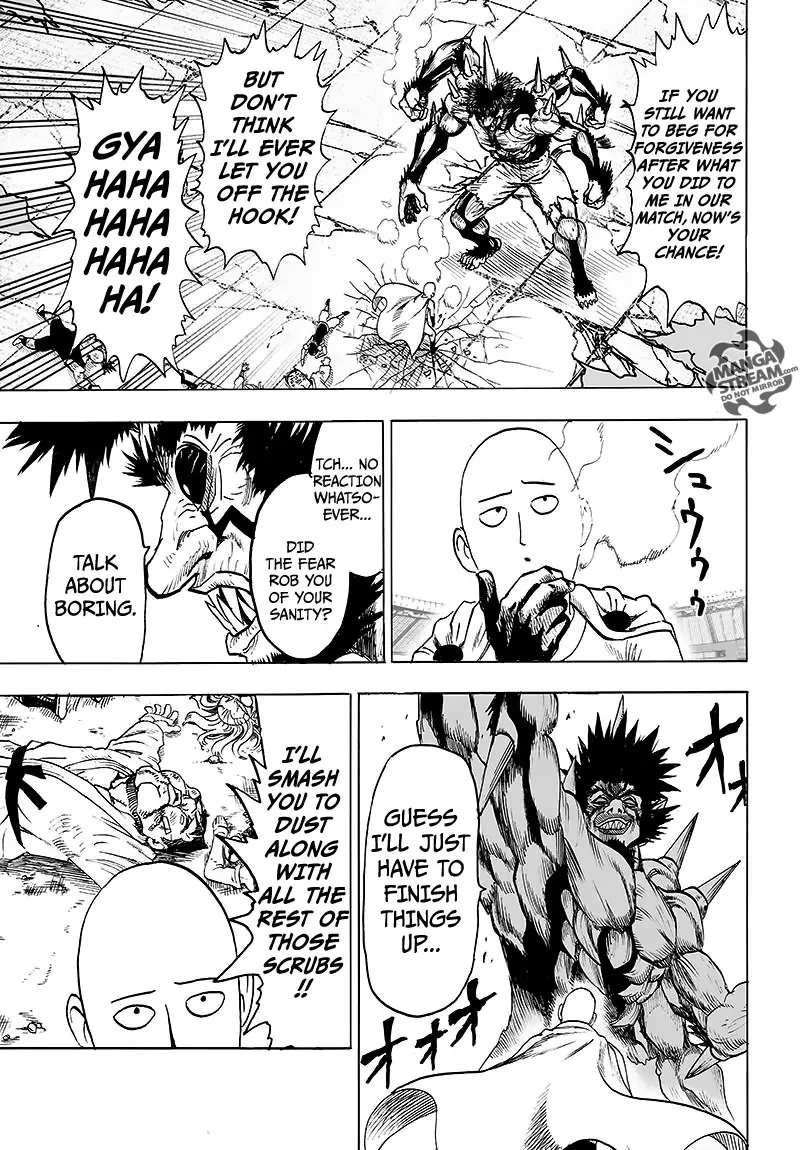 IF YOU
STILL WANT
TO BEG FOR
FORGIVENESS
AFTER WHAT
YOU DID TO
ME IN OUR
MATCH, NOW'S
YOUR
CHANCE!
BUT
DON'T
THINK
I'LL EVER
LET YOU
OFF THE
HOOK!
GYA
HAHA
HAHA
HAHA
HA!
MANGA
STREAM.com
DO NOT MIRROR
シュウゥゥゥ
TCH... NO
REACTION
WHATSO-
EVER...
DID
THE FEAR
ROB YOU
OF YOUR
SANITY?
TALK
ABOUT
BORING.
オオ
GUESS
I'LL JUST
HAVE TO
FINISH
THINGS
UP...
オオオ
I'LL
SMASH
YOU TO
DUST
ALONG
WITH
ALL THE
REST OF
THOSE
SCRUBS
!!